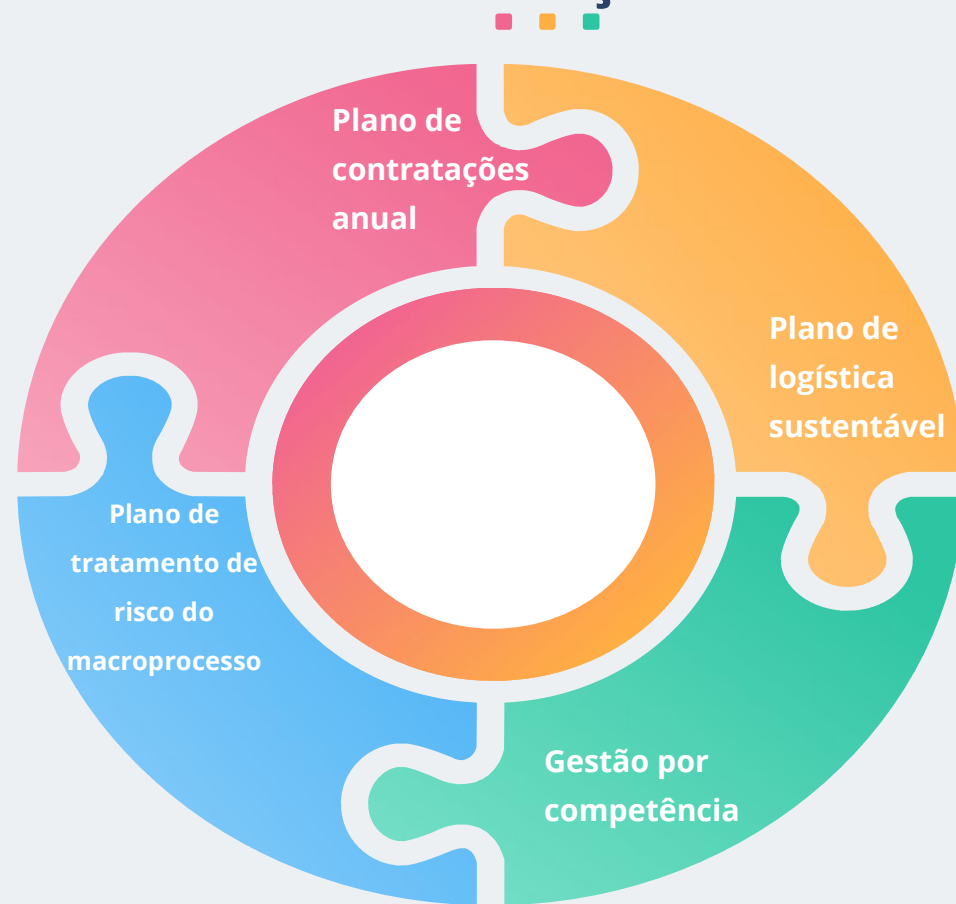 Plano de
contratações
anual
Plano de
logística
sustentável
Plano de
tratamento de
risco do
macroprocesso
Gestão por
competência